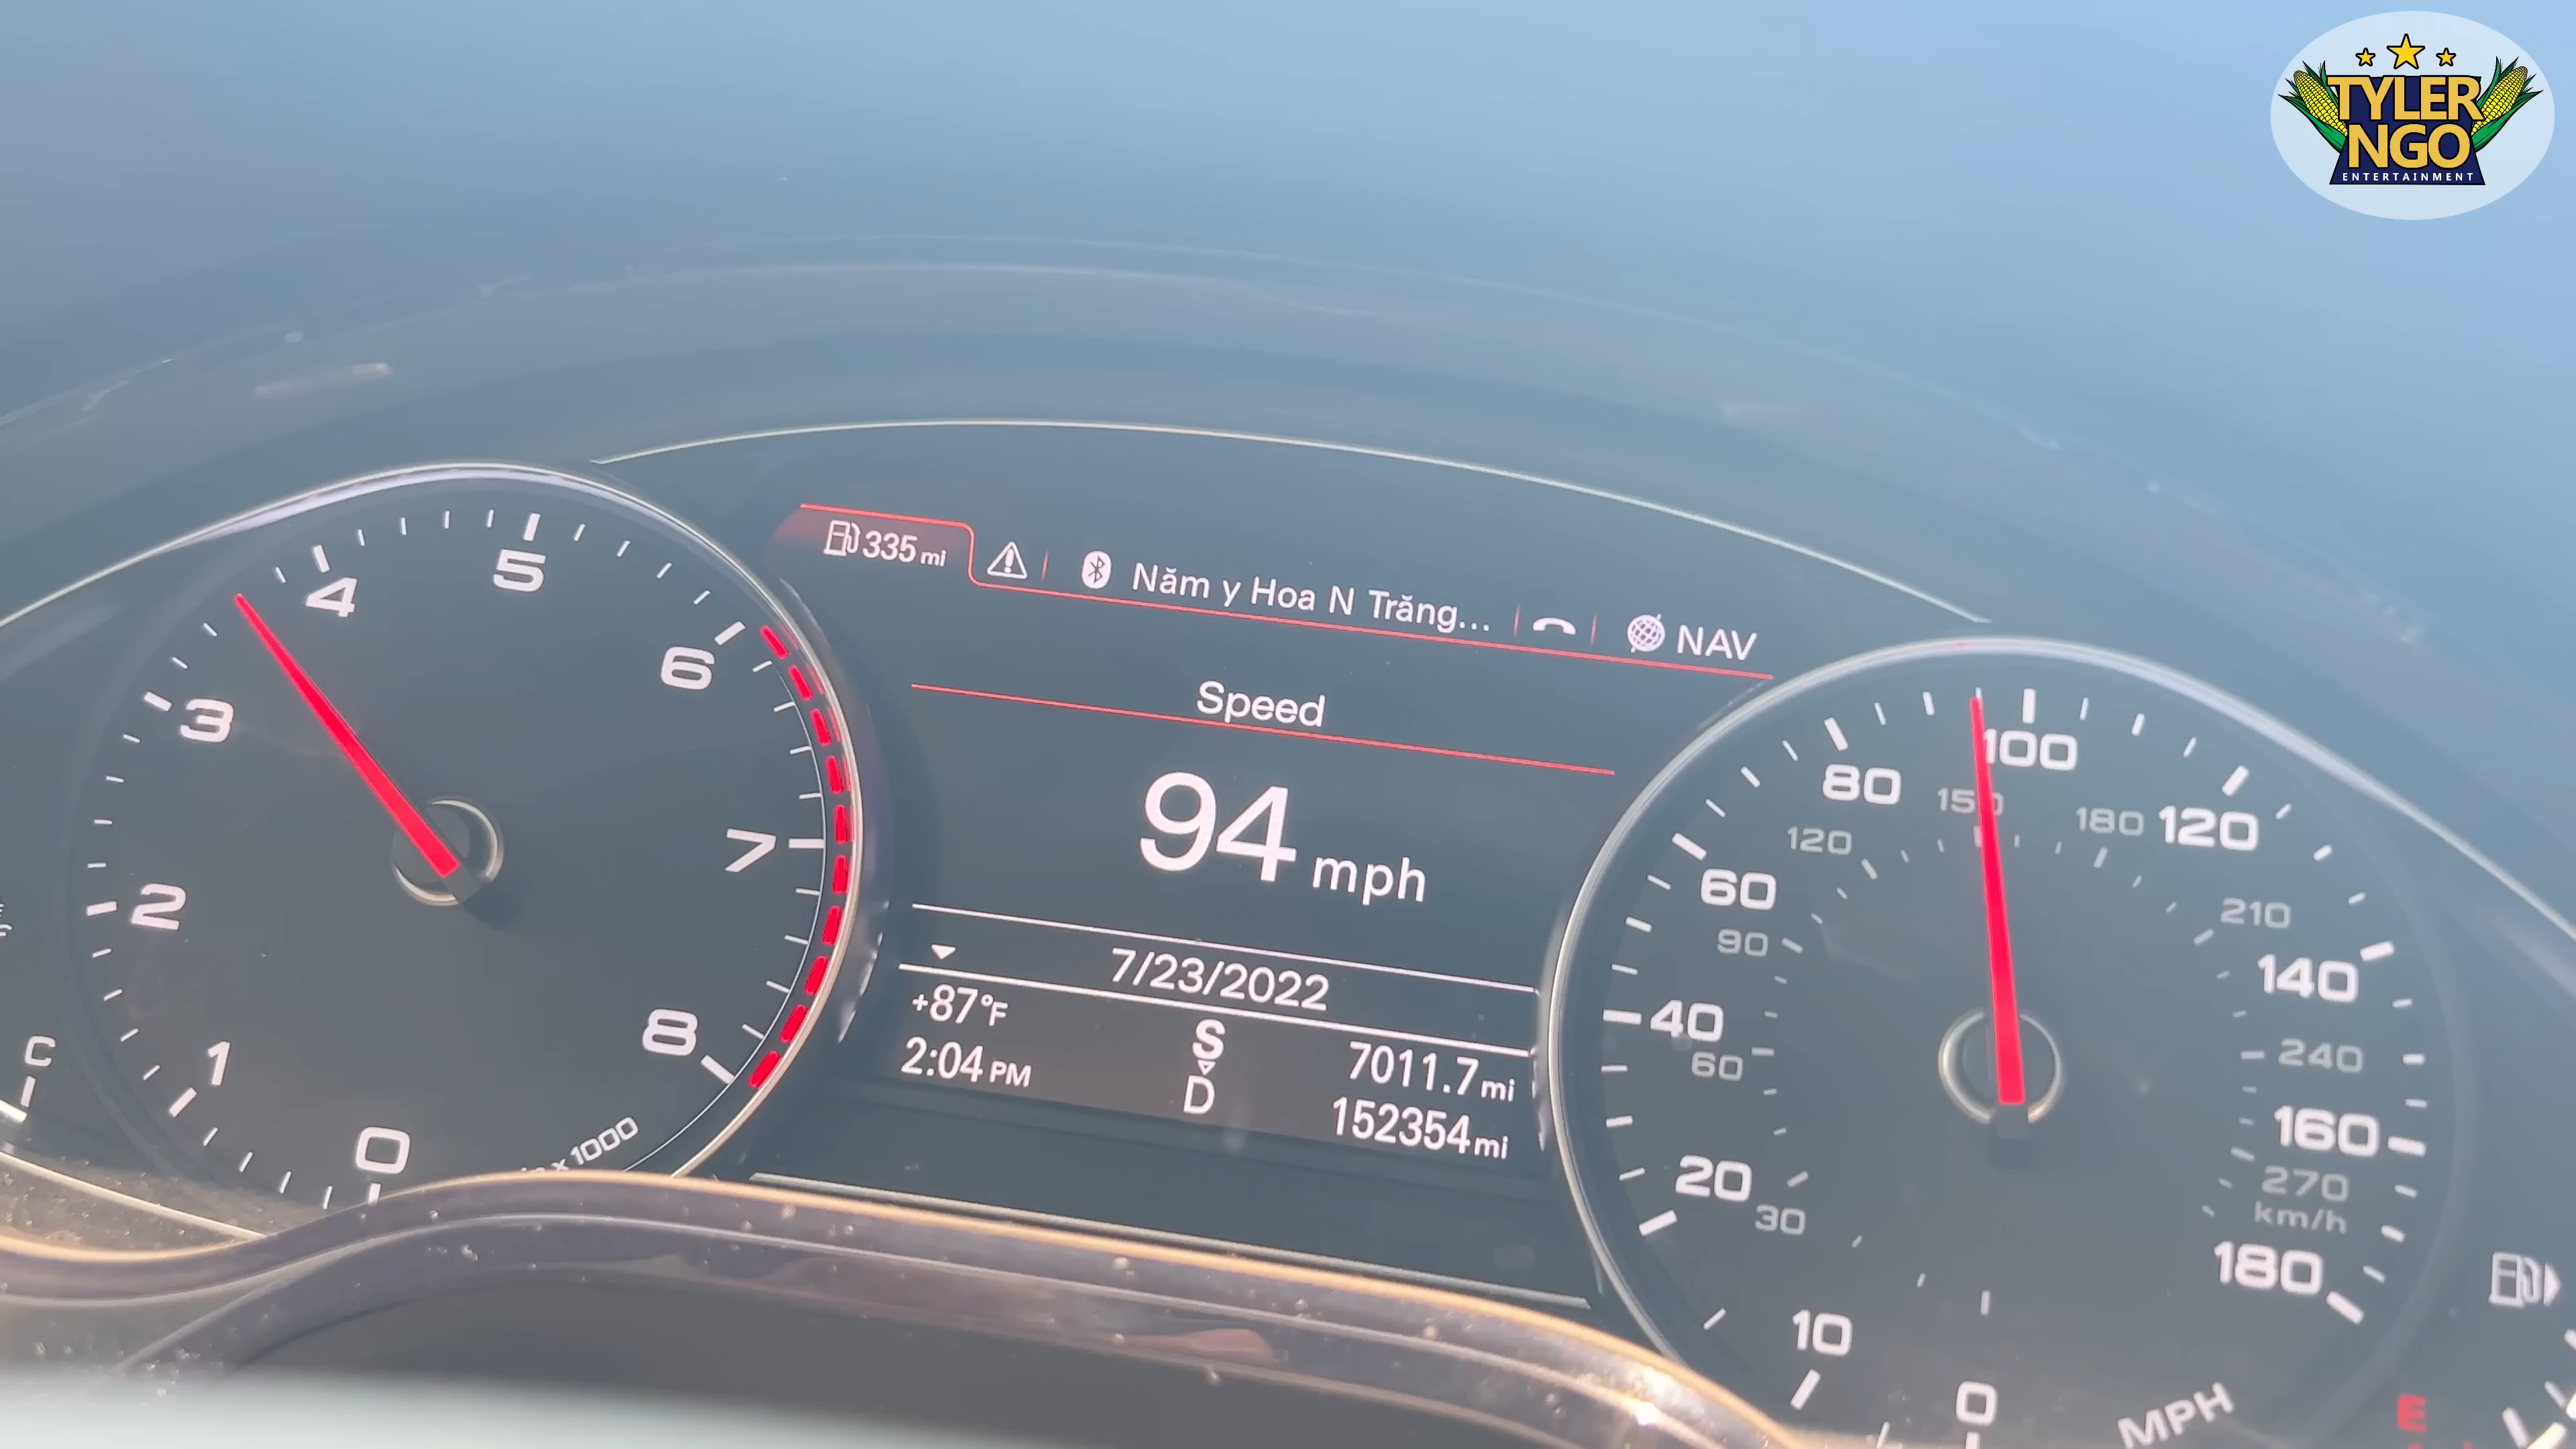 TYLER
NGO
ENTERTAINMENT
335 mi
Năm y Hoa N Trăng...
NAV
Speed
94 mph
7/23/2022
+87°F
S
7011.7 mi
2:04 PM
D
152354 mi
0
1
2
3
4
5
6
7
8
x 1000
C
0
10
20
40
60
80
100
120
140
160
180
MPH
30
60
90
120
150
180
210
240
270
km/h
E